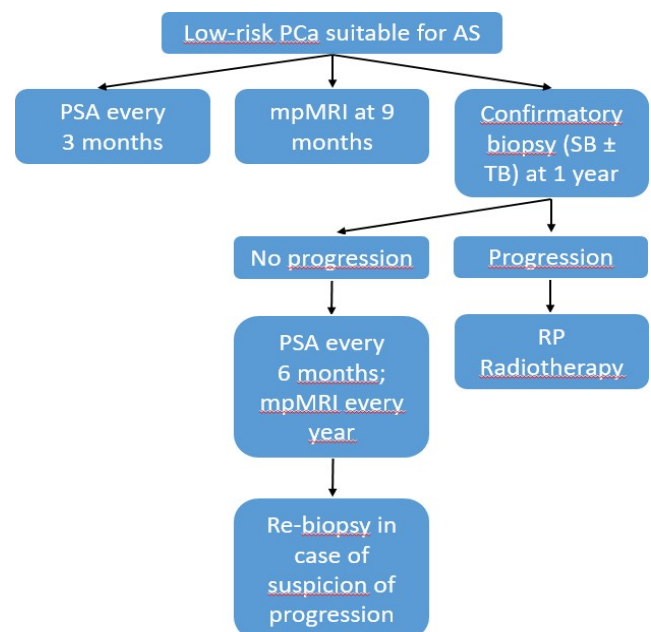 Low-risk PCa suitable for AS
PSA every
3 months
mpMRI at 9
months
Confirmatory
biopsy (SB ±
TB) at 1 year
No progression
Progression
PSA every
6 months;
mpMRI every
year
RP
Radiotherapy
Re-biopsy in
case of
suspicion of
progression